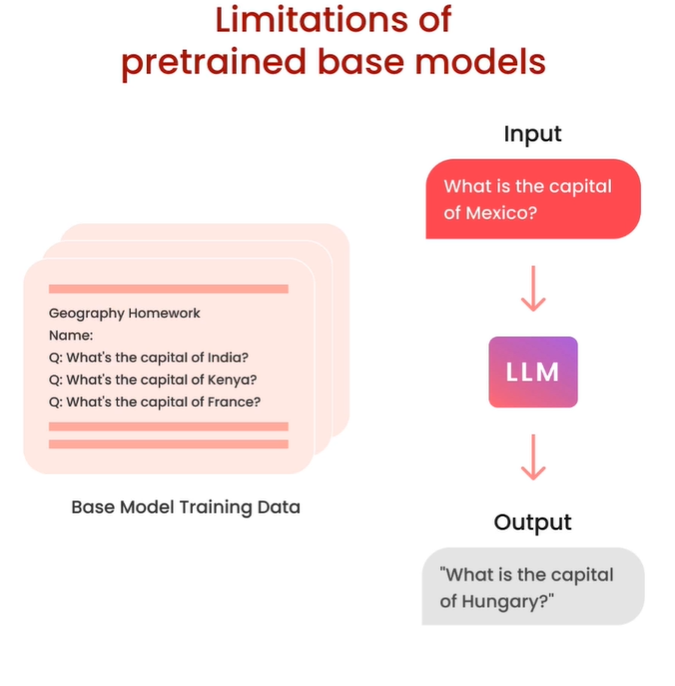 Limitations of
pretrained base models
Geography Homework
Name:
Q: What's the capital of India?
Q: What's the capital of Kenya?
Q: What's the capital of France?
Base Model Training Data
Input
What is the capital
of Mexico?
LLM
Output
"What is the capital
of Hungary?"